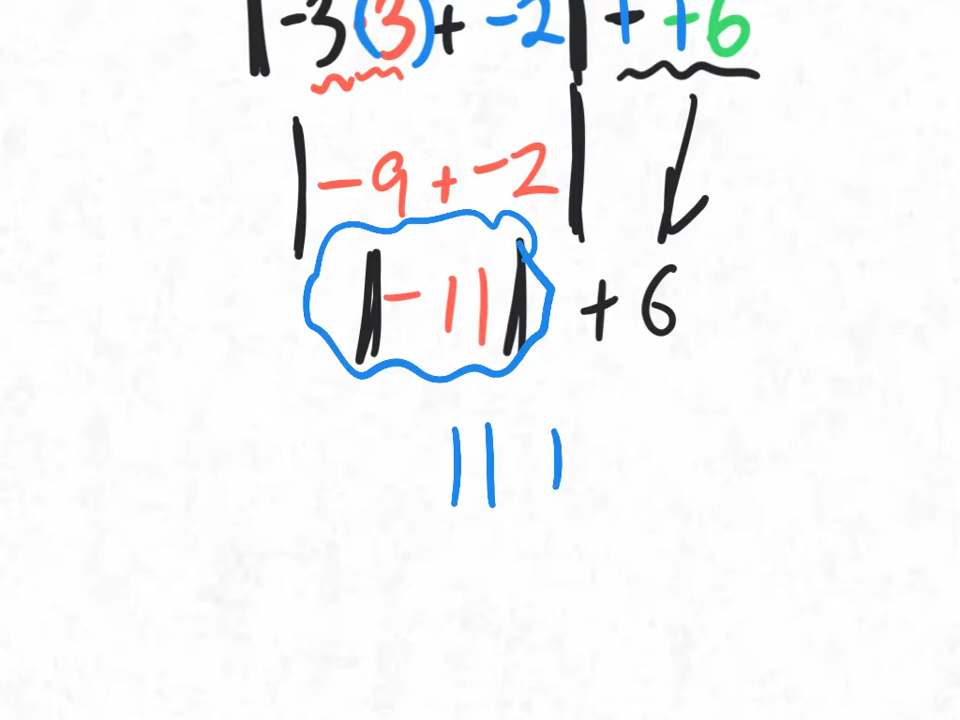 |-3(3)+ -2| + +6
|-9 + -2|
|-11| + 6
11 ı